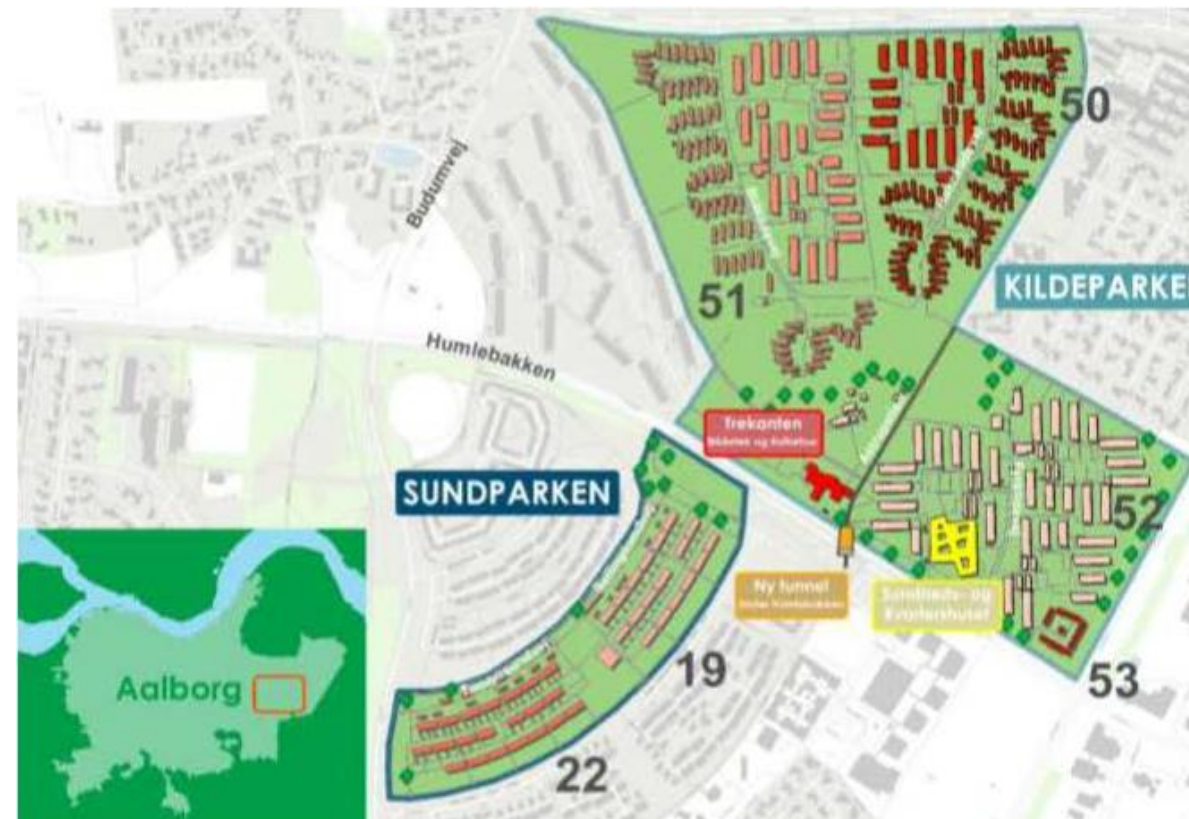 50
Budumvej
KILDEPARKE
51
Humlebakken
Trekanten
SUNDPARKEN
52
Ny tunnel
Sundheds- og
Kvartershuset
19
Aalborg
53
22